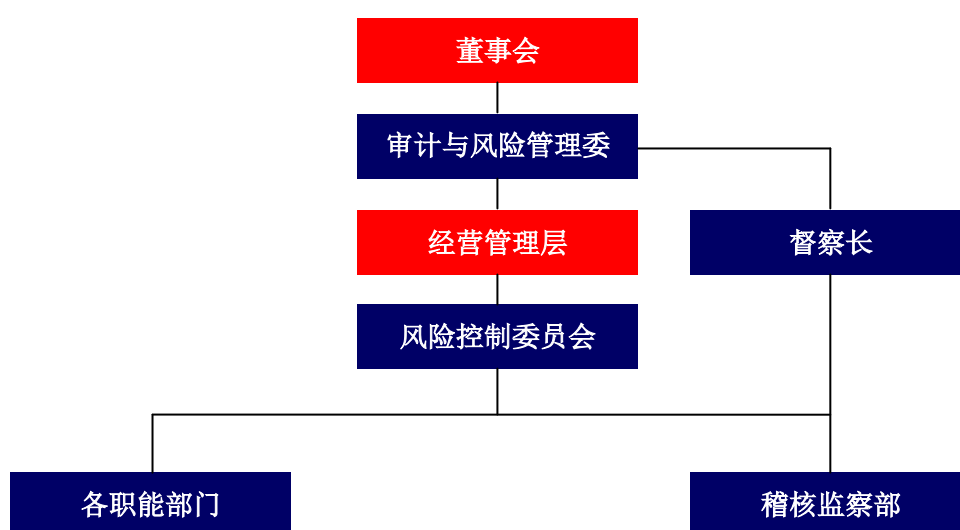 董事会
审计与风险管理委
经营管理层
督察长
风险控制委员会
各职能部门
稽核监察部